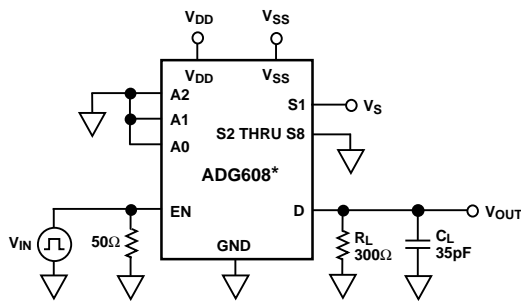 VDD VSS
VDD VSS
A2
A1
A0
S1 VS
S2 THRU S8
ADG608*
EN D VOUT
VIN 50Ω
GND
RL
300Ω
CL
35pF